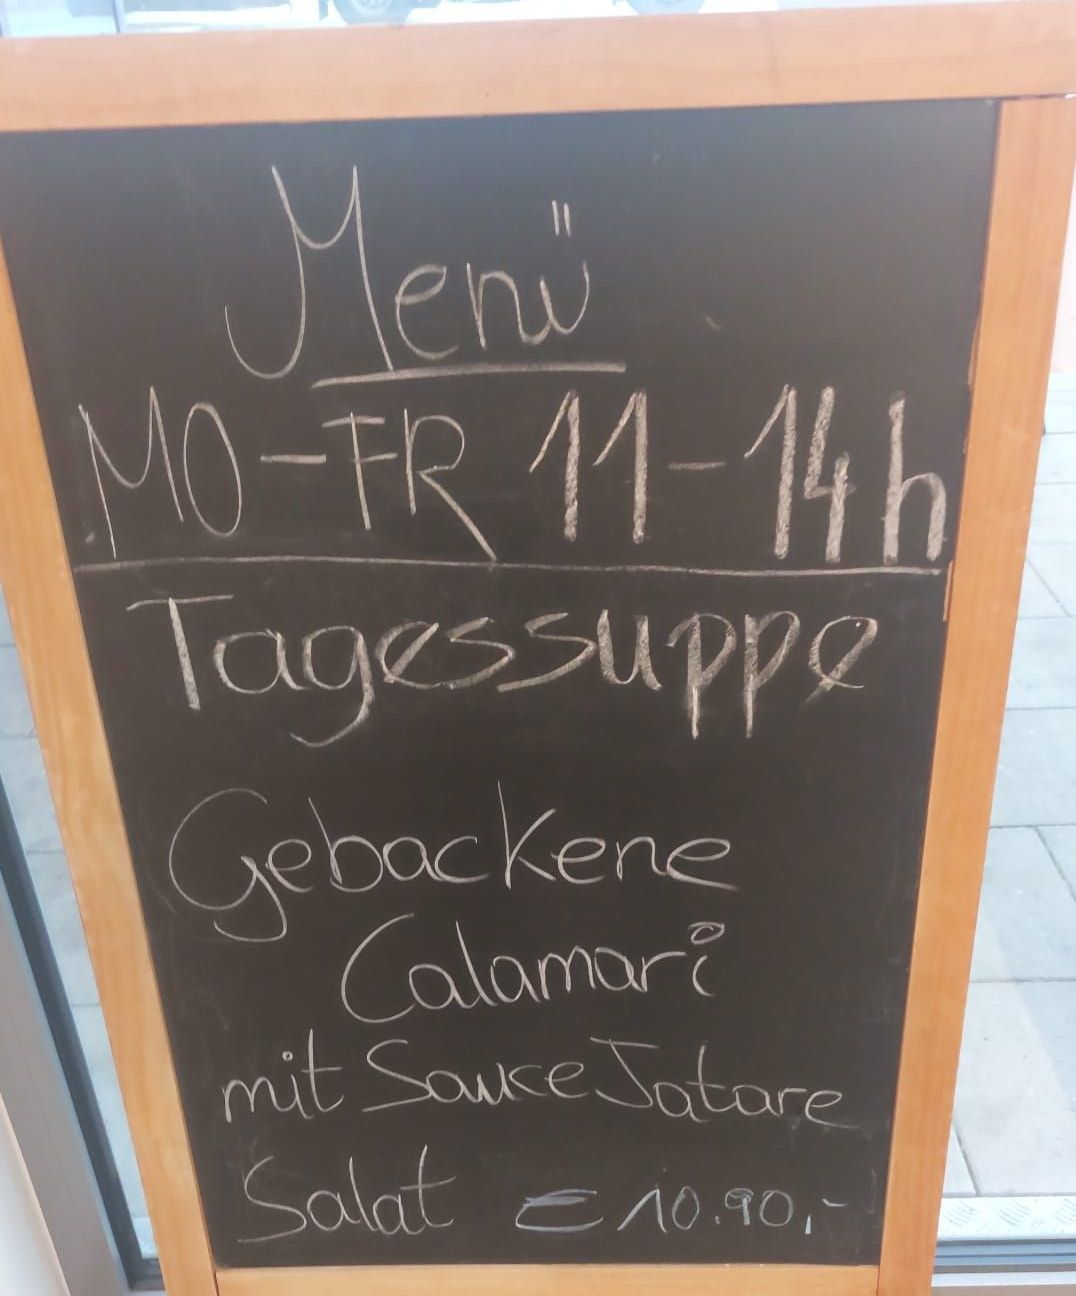 Menü
MO-FR 11-14h
Tagessuppe
Gebackene
Calamari
mit Sauce Tatare
Salat € 10.90,-